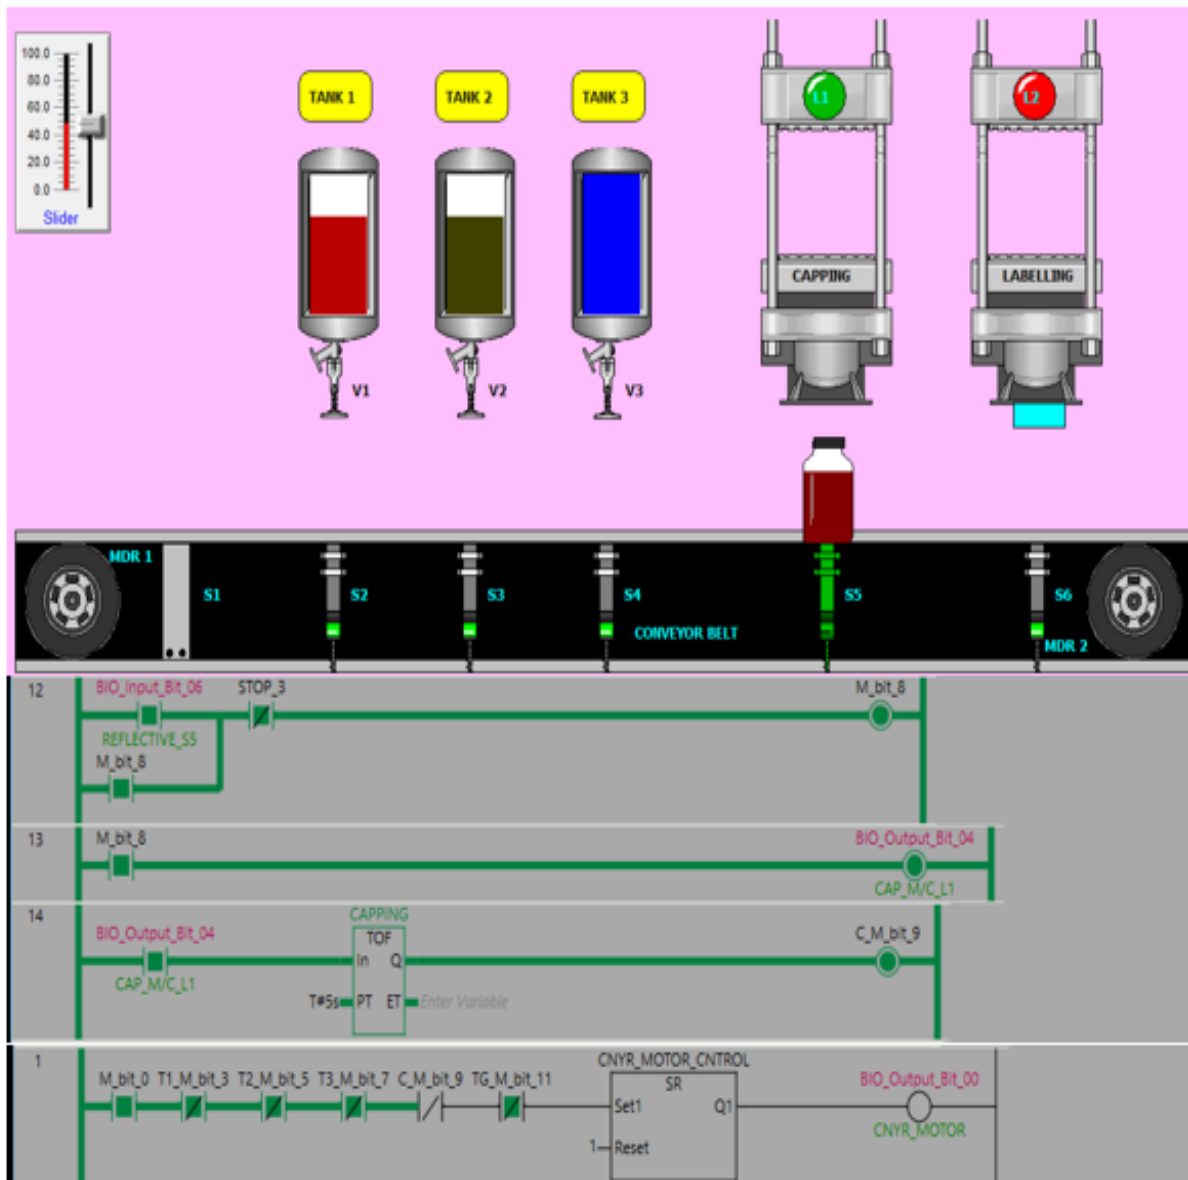 100.0
80.0
60.0
40.0
20.0
0.0
Slider
TANK 1 TANK 2 TANK 3
L1 L2
CAPPING LABELLING
V1 V2 V3
MDR 1
S1 S2 S3 S4 S5 S6
CONVEYOR BELT
MDR 2
12
BIO_Input_Bit_06 STOP_3 M_bit_8
REFLECTIVE_S5
M_bit_8
13
M_bit_8 BIO_Output_Bit_04
CAP_M/C_L1
14
CAPPING
BIO_Output_Bit_04 TOF C_M_bit_9
In Q
CAP_M/C_L1
T#5s PT ET Enter Variable
1
CNYR_MOTOR_CNTROL
M_bit_0 T1_M_bit_3 T2_M_bit_5 T3_M_bit_7 C_M_bit_9 TG_M_bit_11 SR BIO_Output_Bit_00
Set1 Q1
CNYR_MOTOR
1 Reset